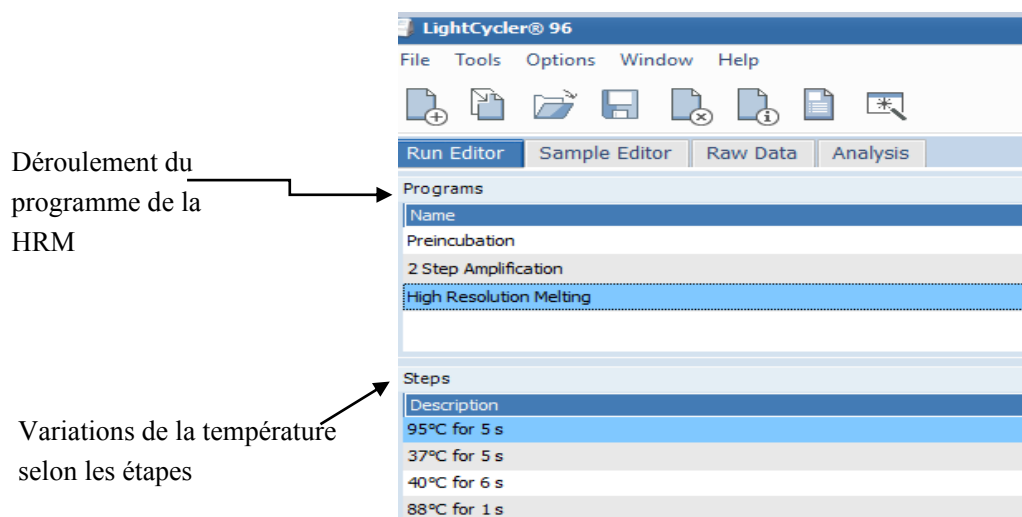 LightCycler® 96
File Tools Options Window Help
Run Editor Sample Editor Raw Data Analysis
Déroulement du
programme de la
HRM
Programs
Name
Preincubation
2 Step Amplification
High Resolution Melting
Variations de la température
selon les étapes
Steps
Description
95°C for 5 s
37°C for 5 s
40°C for 6 s
88°C for 1 s